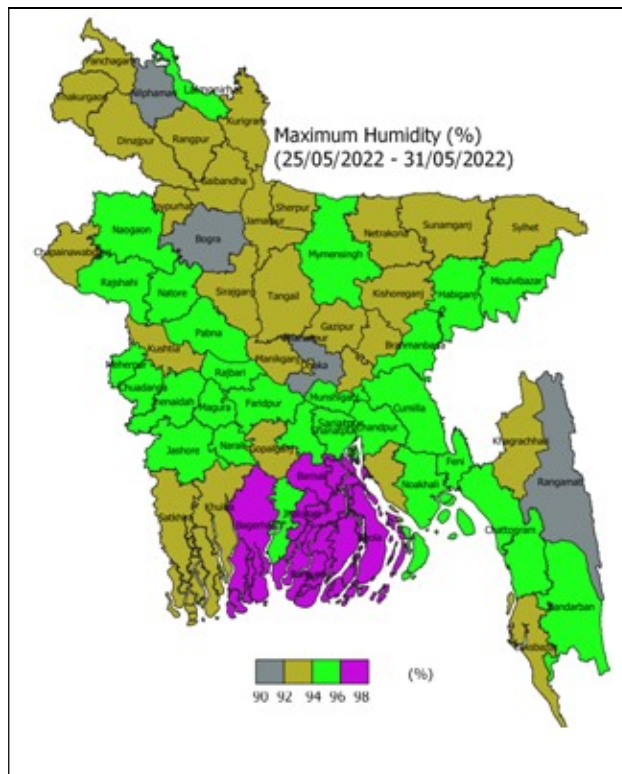 Panchagarh
Nilphamari
Lalmonirhat
Thakurgaon
Kurigram
Dinajpur
Rangpur
Maximum Humidity (%)
(25/05/2022 - 31/05/2022)
Gaibandha
Sherpur
Jamalpur
Naogaon
Bogra
Mymensingh
Netrakona
Sunamganj
Sylhet
Chapainawabganj
Rajshahi
Natore
Sirajganj
Tangail
Kishoreganj
Habiganj
Moulvibazar
Pabna
Gazipur
Kushtia
Brahmanbaria
Manikganj
Dhaka
Meherpur
Rajbari
Chuadanga
Munshiganj
Jhenaidah
Magura
Faridpur
Cumilla
Chandpur
Jashore
Narail
Gopalganj
Khagrachhari
Feni
Noakhali
Rangamati
Barisal
Satkhira
Khulna
Bagerhat
Bhola
Chattogram
Bandarban
90 92 94 96 98 (%)